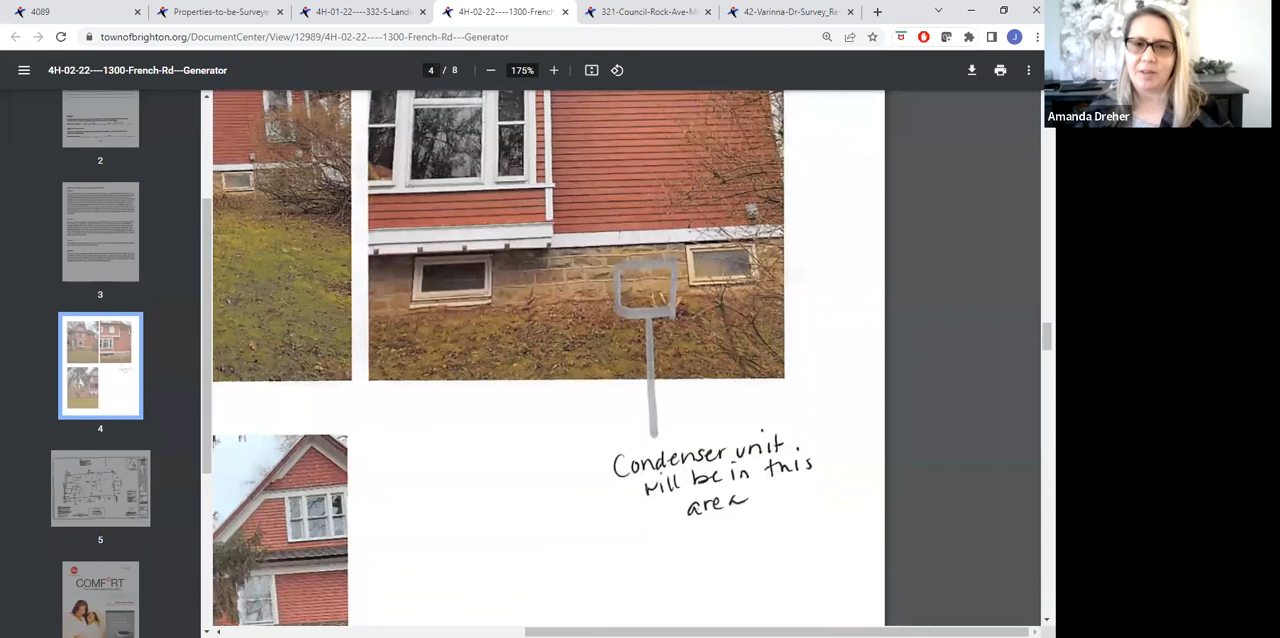 4089
Properties-to-be-Surveye
4H-01-22----332-S-Landi
4H-02-22----1300-French-
321-Council-Rock-Ave-M
42-Varinna-Dr-Survey_Re
townofbrighton.org/DocumentCenter/View/12989/4H-02-22----1300-French-Rd---Generator
J
4H-02-22----1300-French-Rd---Generator
4 / 8
175%
Amanda Dreher
2
3
4
5
COMFORT
Condenser unit
will be in this
area